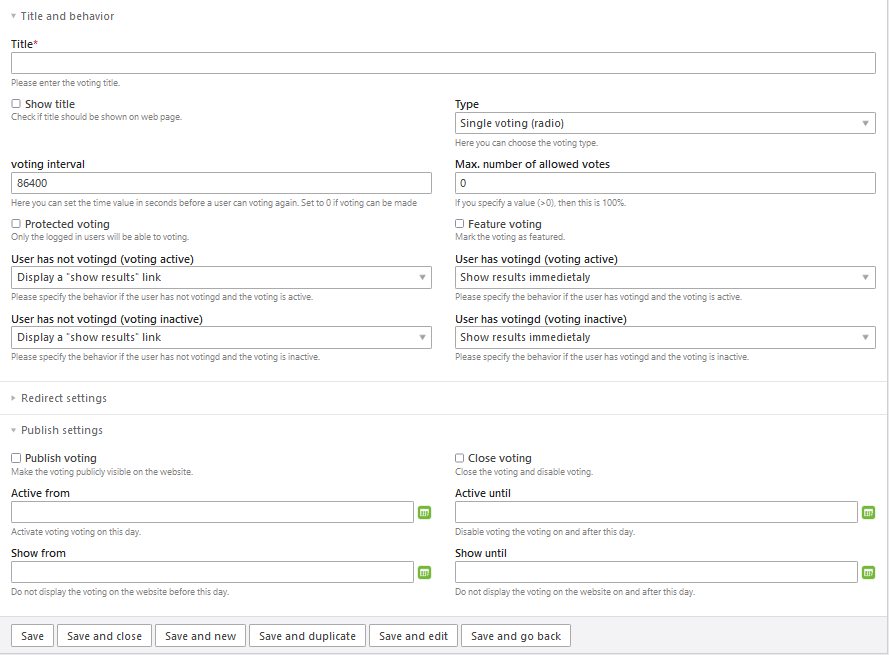 Title and behavior
Title*
Please enter the voting title.
Show title
Check if title should be shown on web page.
Type
Single voting (radio)
Here you can choose the voting type.
voting interval
86400
Here you can set the time value in seconds before a user can voting again. Set to 0 if voting can be made
Max. number of allowed votes
0
If you specify a value (>0), then this is 100%.
Protected voting
Only the logged in users will be able to voting.
Feature voting
Mark the voting as featured.
User has not votingd (voting active)
Display a "show results" link
Please specify the behavior if the user has not votingd and the voting is active.
User has votingd (voting active)
Show results immedietaly
Please specify the behavior if the user has votingd and the voting is active.
User has not votingd (voting inactive)
Display a "show results" link
Please specify the behavior if the user has not votingd and the voting is inactive.
User has votingd (voting inactive)
Show results immedietaly
Please specify the behavior if the user has votingd and the voting is inactive.
Redirect settings
Publish settings
Publish voting
Make the voting publicly visible on the website.
Close voting
Close the voting and disable voting.
Active from
Activate voting voting on this day.
Active until
Disable voting the voting on and after this day.
Show from
Do not display the voting on the website before this day.
Show until
Do not display the voting on the website on and after this day.
Save
Save and close
Save and new
Save and duplicate
Save and edit
Save and go back